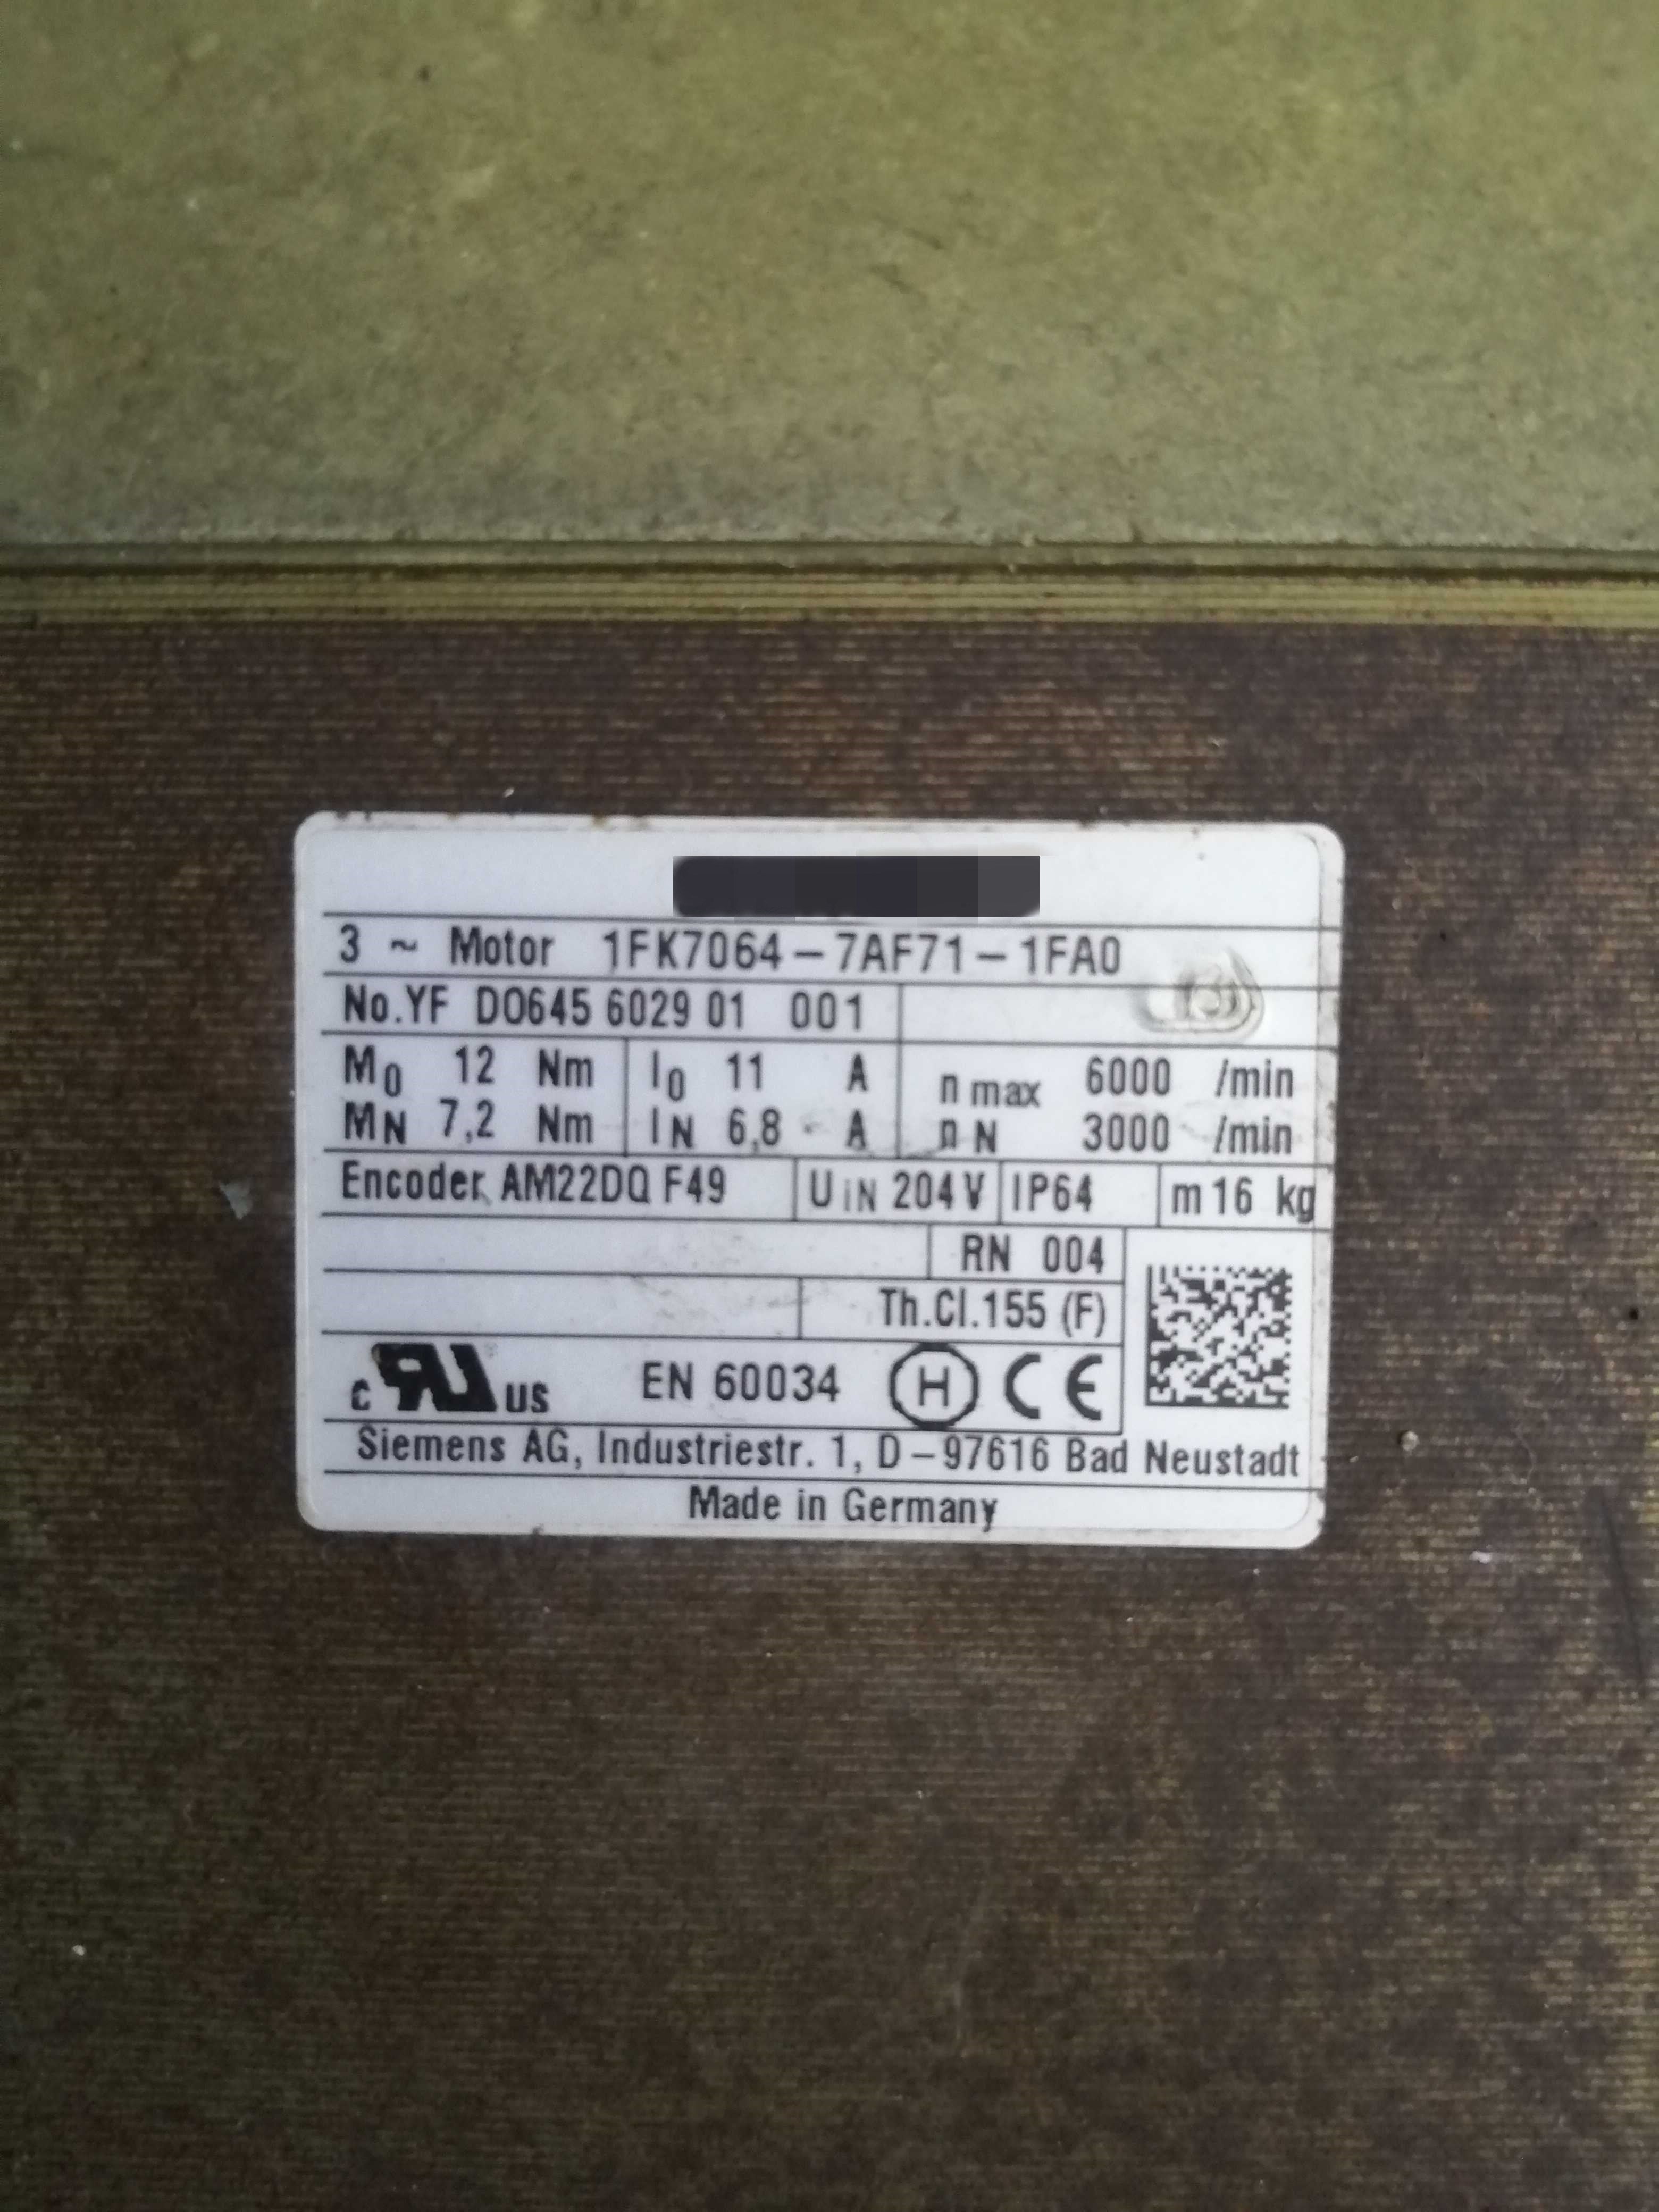 3 ~ Motor 1FK7064-7AF71-1FA0
No.YF D0645 6029 01 001
M0 12 Nm I0 11 A n max 6000 /min
MN 7,2 Nm IN 6,8 A n N 3000 /min
Encoder AM22DQ F49 UiN 204 V IP64 m 16 kg
RN 004
Th.Cl.155 (F)
c RU US EN 60034 H CE
Siemens AG, Industriestr. 1, D-97616 Bad Neustadt
Made in Germany